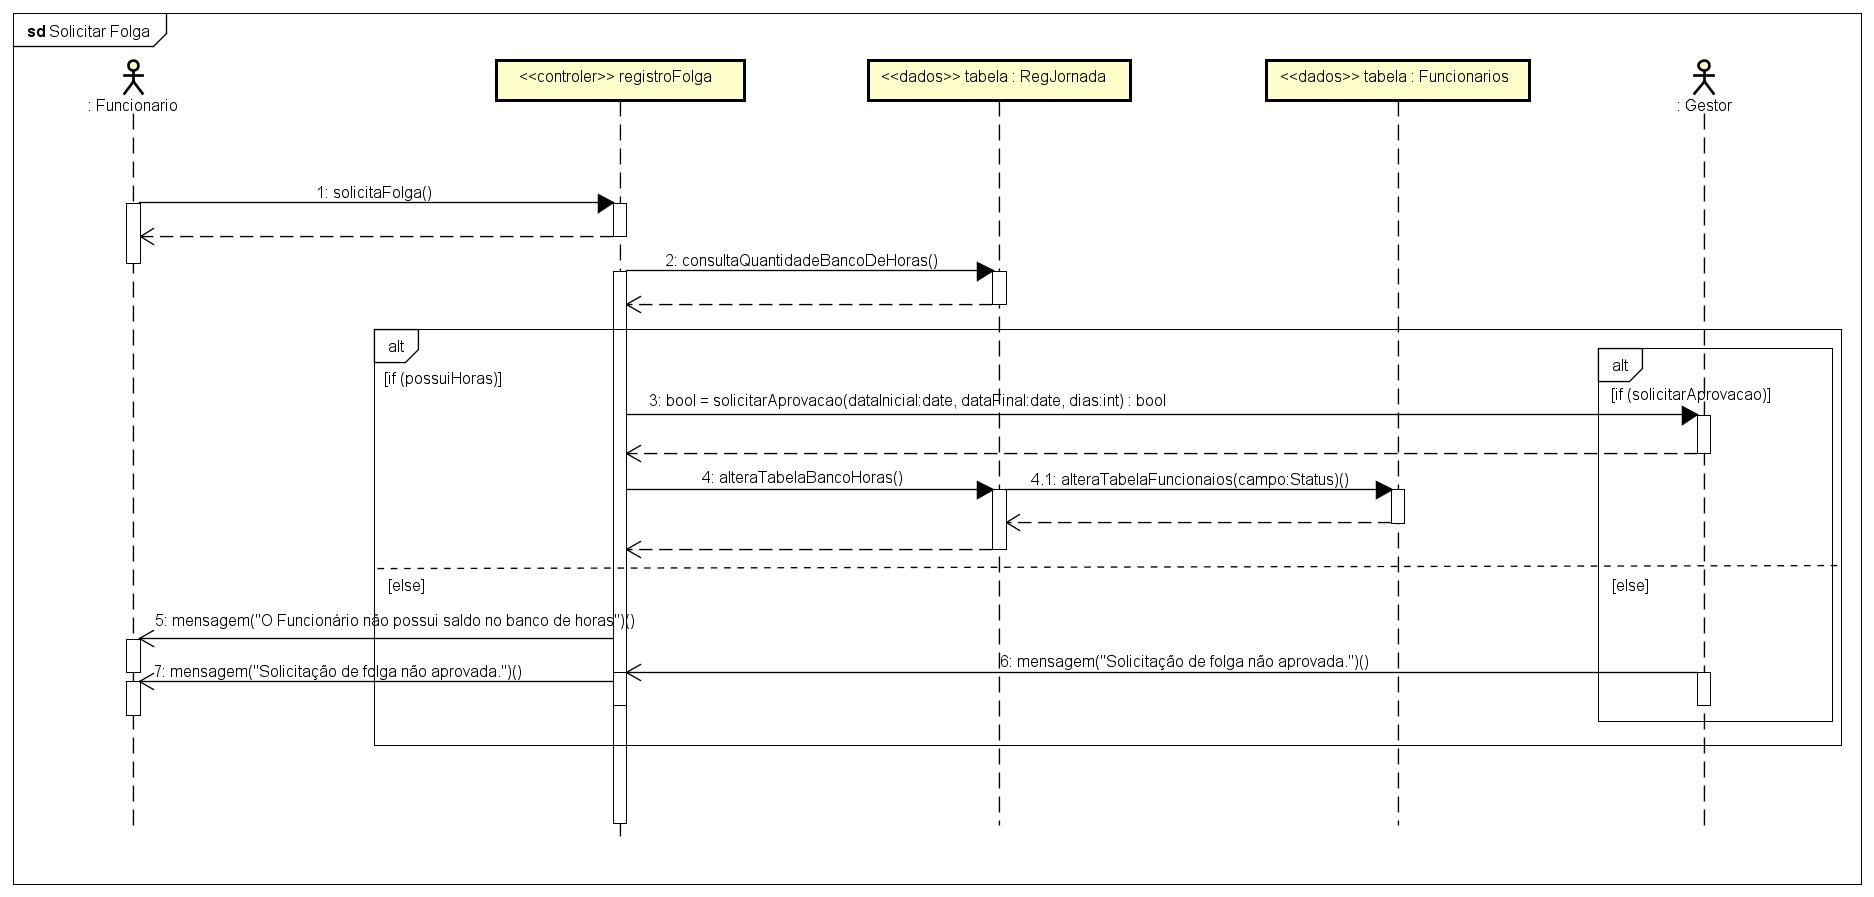 sd Solicitar Folga
: Funcionario
<<controler>> registroFolga
<<dados>> tabela : RegJornada
<<dados>> tabela : Funcionarios
: Gestor
1: solicitaFolga()
2: consultaQuantidadeBancoDeHoras()
alt
[if (possuiHoras)]
alt
[if (solicitarAprovacao)]
3: bool = solicitarAprovacao(dataInicial:date, dataFinal:date, dias:int) : bool
4: alteraTabelaBancoHoras()
4.1: alteraTabelaFuncionaios(campo:Status)()
[else]
[else]
5: mensagem("O Funcionário não possui saldo no banco de horas")()
6: mensagem("Solicitação de folga não aprovada.")()
7: mensagem("Solicitação de folga não aprovada.")()